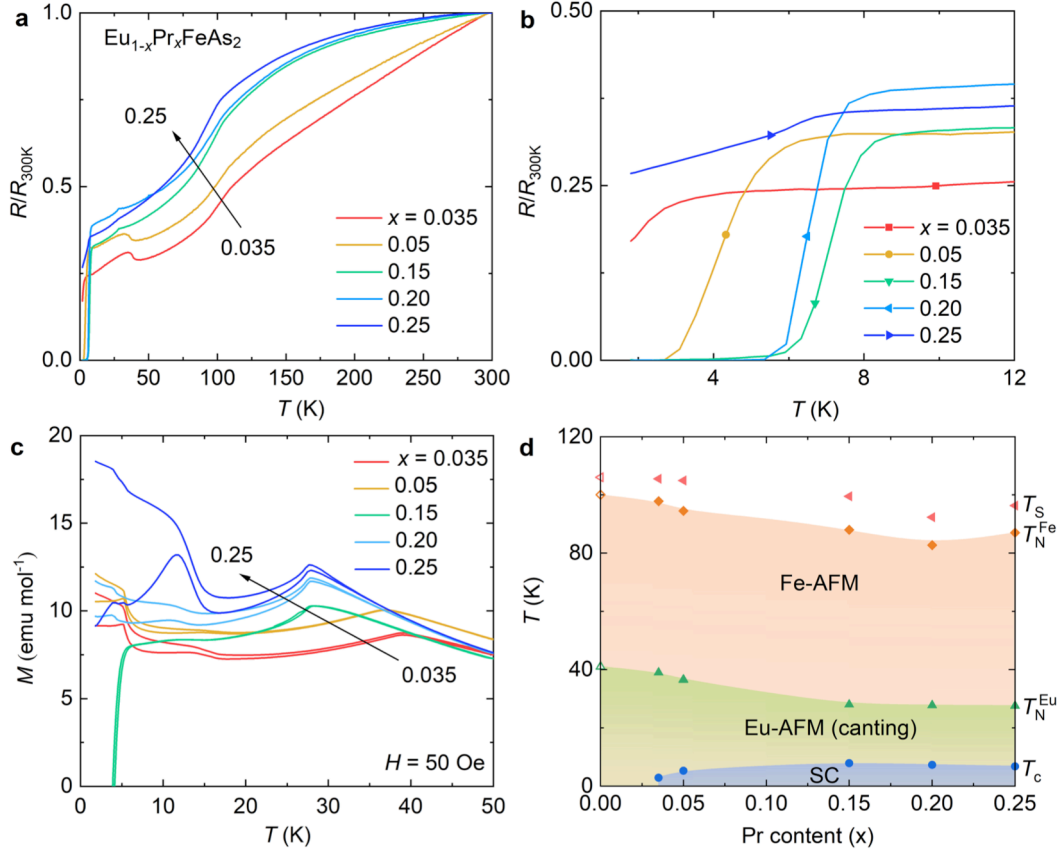 a
Eu1-xPrxFeAs2
0.25
0.035
x = 0.035
0.05
0.15
0.20
0.25
1.0
0.5
0.0
R/R300K
0 50 100 150 200 250 300
T (K)
b
0.50
0.25
0.00
R/R300K
x = 0.035
0.05
0.15
0.20
0.25
4 8 12
T (K)
c
20
15
10
5
0
M (emu mol⁻¹)
x = 0.035
0.05
0.15
0.20
0.25
0.25
0.035
H = 50 Oe
0 10 20 30 40 50
T (K)
d
120
80
40
0
T (K)
Fe-AFM
Eu-AFM (canting)
SC
TS
TNFe
TNEu
Tc
0.00 0.05 0.10 0.15 0.20 0.25
Pr content (x)